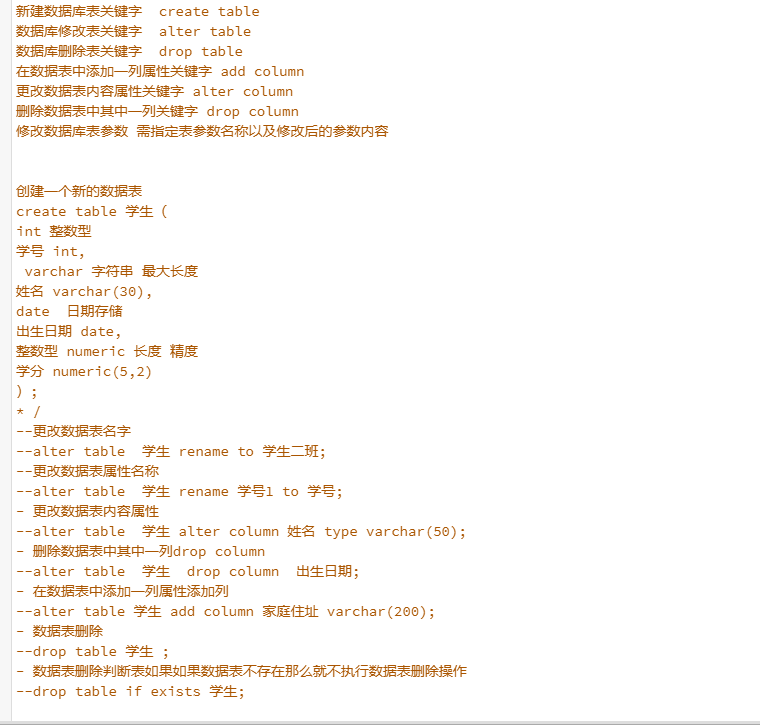 新建数据库表关键字  create table
数据库修改表关键字  alter table
数据库删除表关键字  drop table
在数据表中添加一列属性关键字 add column
更改数据表内容属性关键字 alter column
删除数据表中其中一列关键字 drop column
修改数据库表参数 需指定表参数名称以及修改后的参数内容
创建一个新的数据表
create table 学生（
int 整数型
学号 int,
 varchar 字符串 最大长度
姓名 varchar(30),
date  日期存储
出生日期 date,
整数型 numeric 长度 精度
学分 numeric(5,2)
）;
* /
--更改数据表名字
--alter table  学生 rename to 学生二班;
--更改数据表属性名称
--alter table  学生 rename 学号1 to 学号;
- 更改数据表内容属性
--alter table  学生 alter column 姓名 type varchar(50);
- 删除数据表中其中一列drop column
--alter table  学生  drop column  出生日期;
- 在数据表中添加一列属性添加列
--alter table 学生 add column 家庭住址 varchar(200);
- 数据表删除
--drop table 学生 ;
- 数据表删除判断表如果如果数据表不存在那么就不执行数据表删除操作
--drop table if exists 学生;